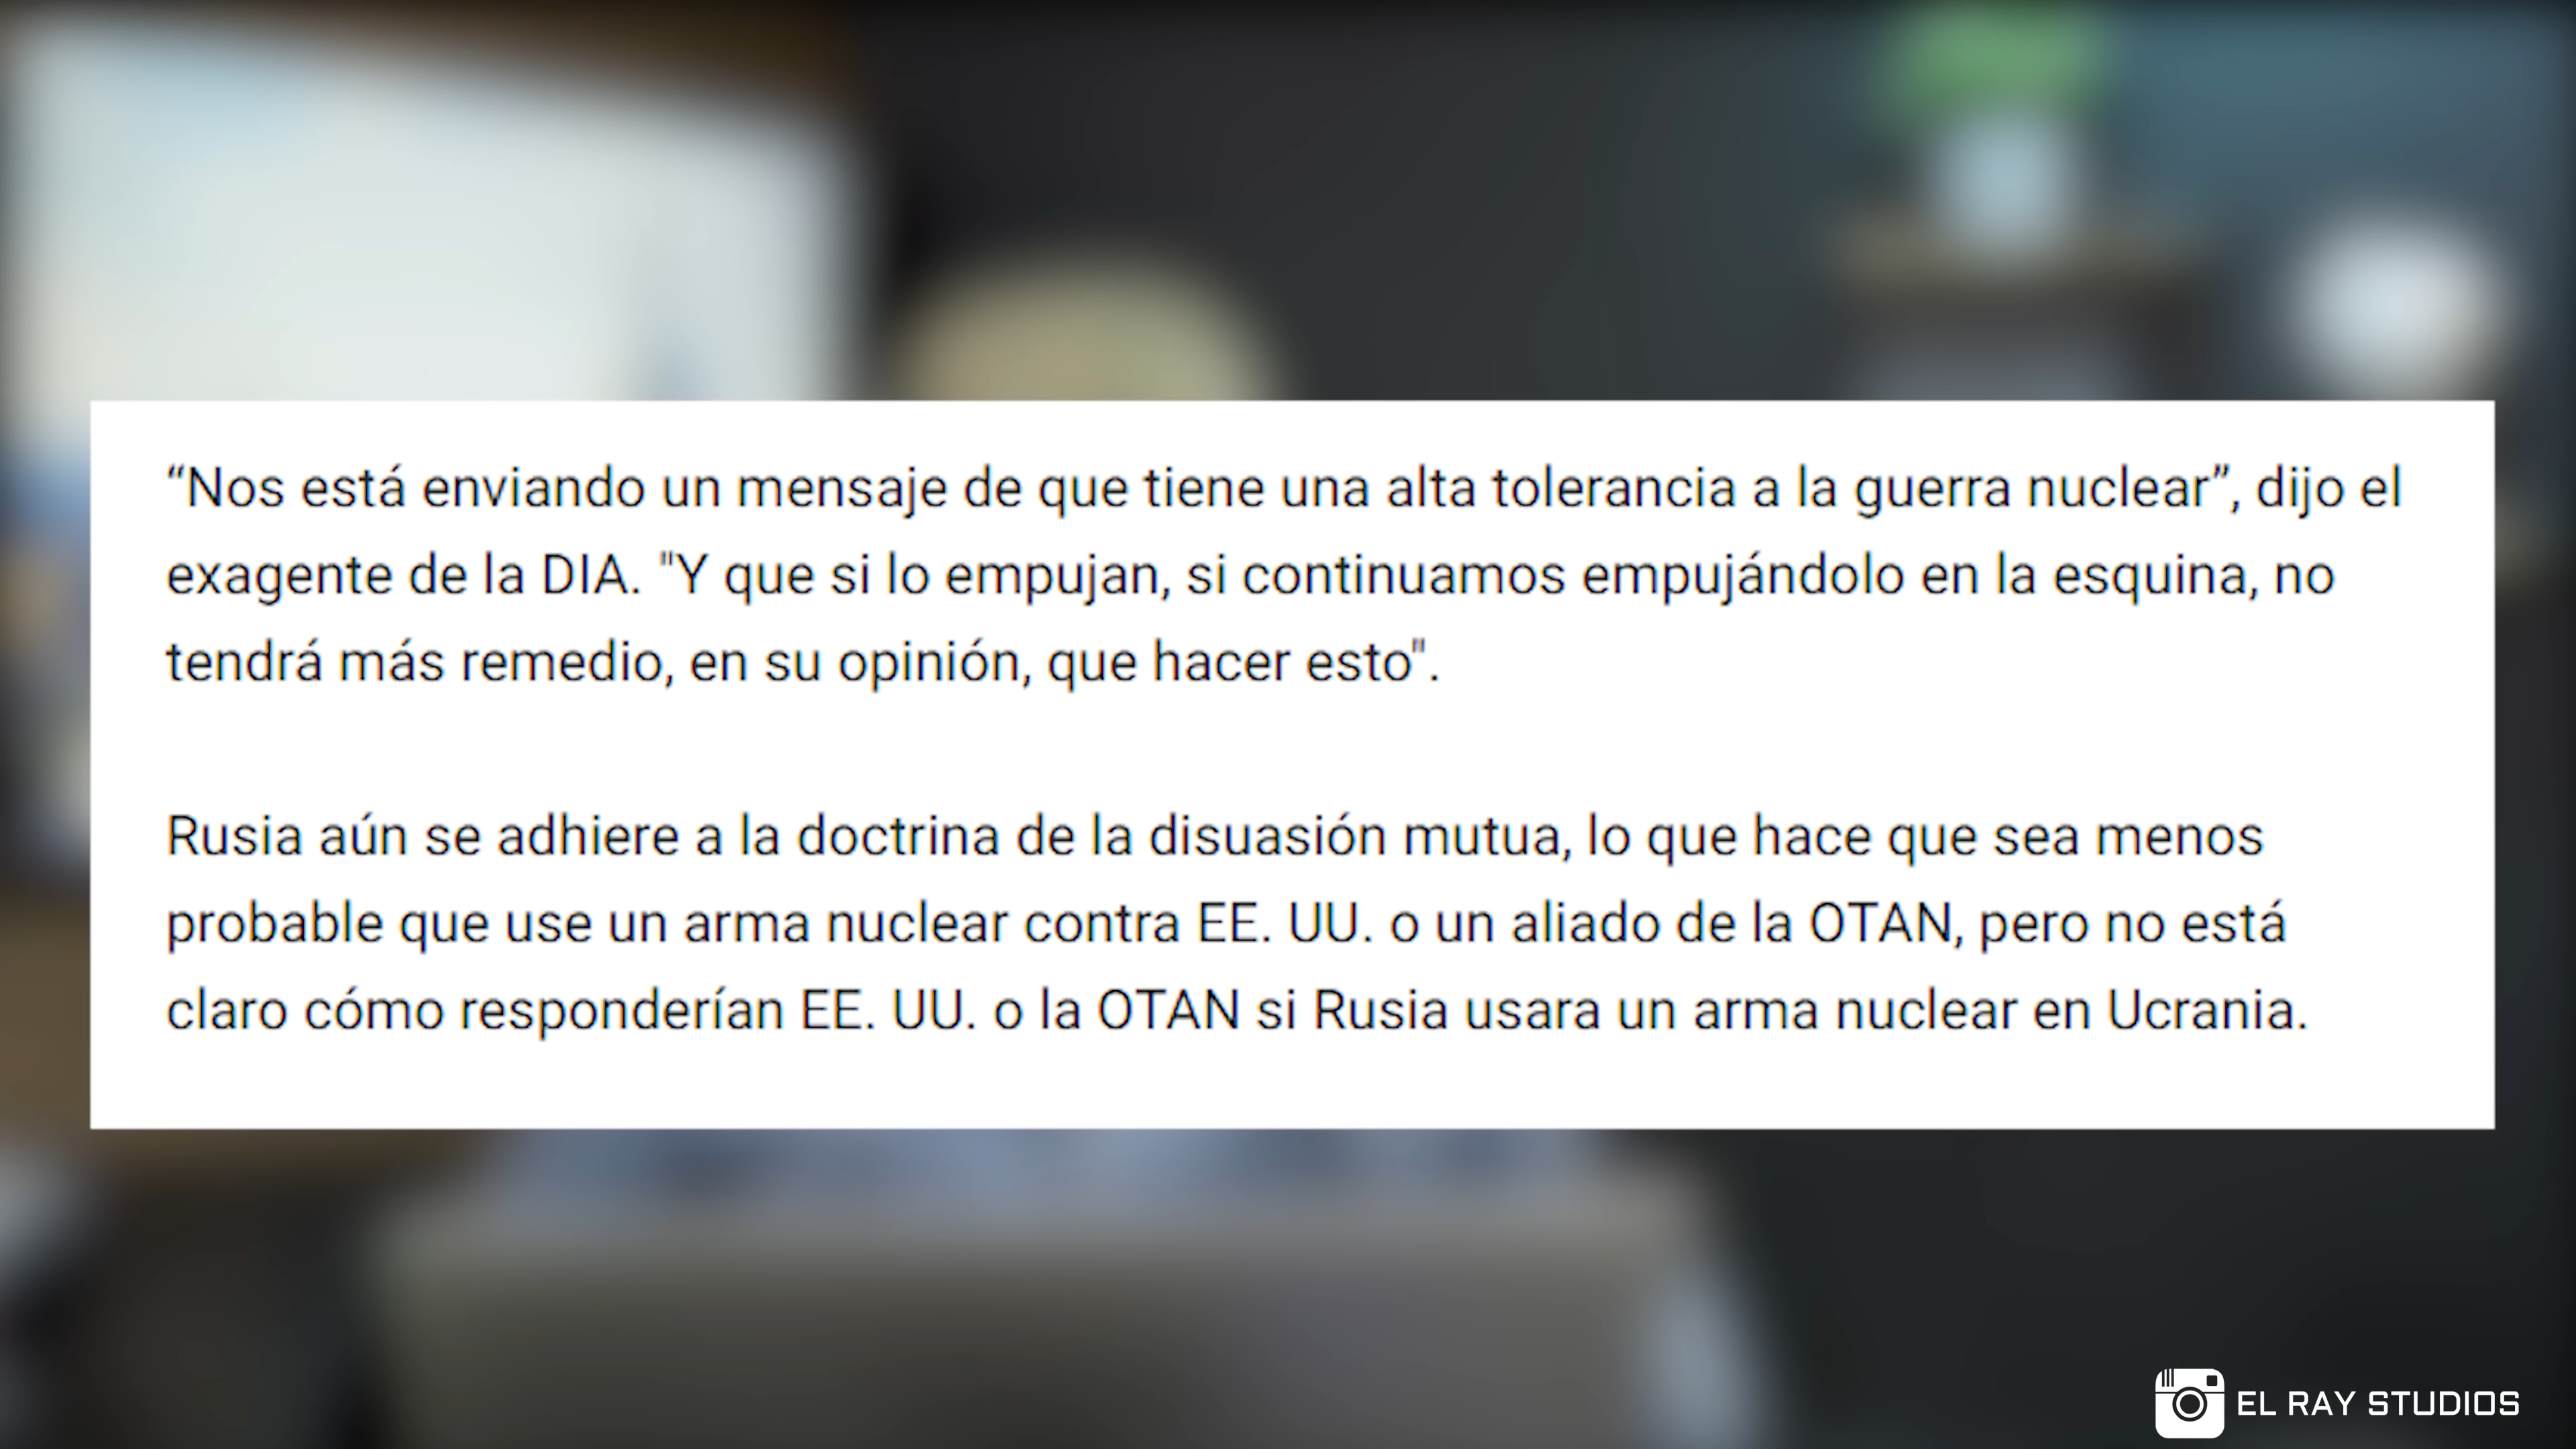 “Nos está enviando un mensaje de que tiene una alta tolerancia a la guerra nuclear”, dijo el
exagente de la DIA. "Y que si lo empujan, si continuamos empujándolo en la esquina, no
tendrá más remedio, en su opinión, que hacer esto".
Rusia aún se adhiere a la doctrina de la disuasión mutua, lo que hace que sea menos
probable que use un arma nuclear contra EE. UU. o un aliado de la OTAN, pero no está
claro cómo responderían EE. UU. o la OTAN si Rusia usara un arma nuclear en Ucrania.
EL RAY STUDIOS